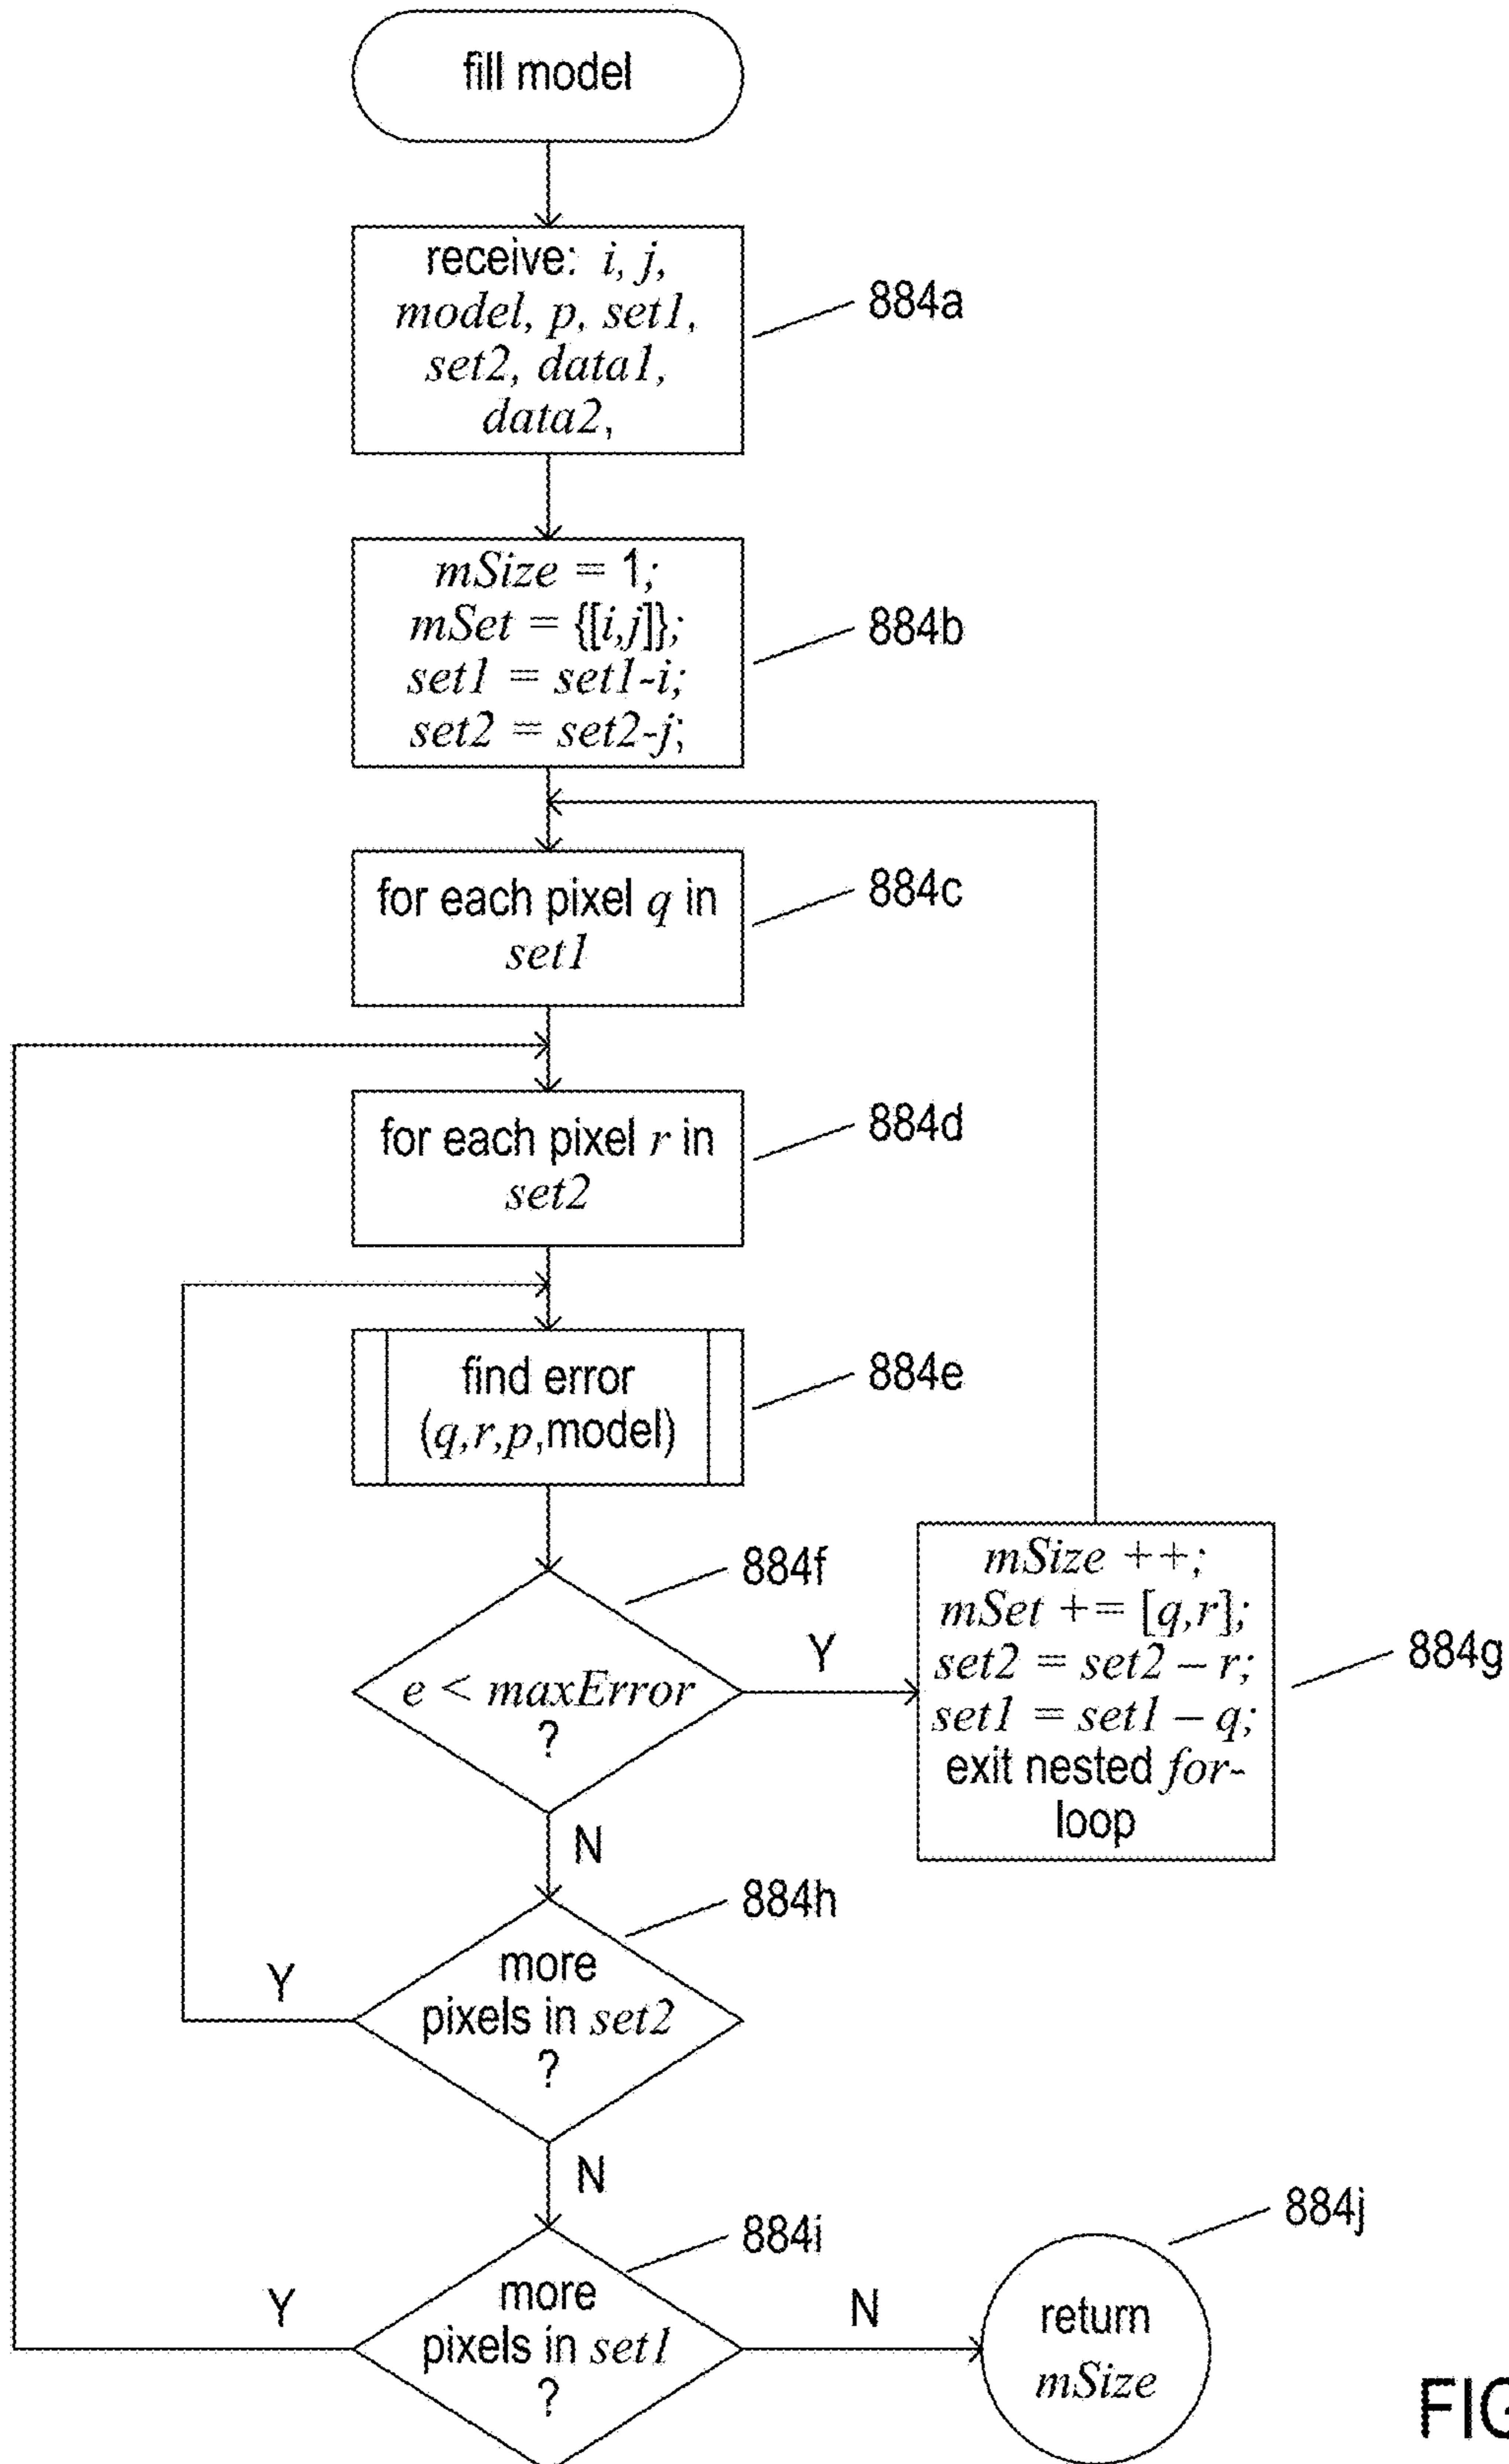 fill model
receive: i, j,
model, p, set1,
set2, data1,
data2,
884a
mSize = 1;
mSet = {[i,j]};
set1 = set1-i;
set2 = set2-j;
884b
for each pixel q in
set1
884c
for each pixel r in
set2
884d
find error
(q,r,p,model)
884e
884f
e < maxError
?
Y
N
mSize ++;
mSet += [q,r];
set2 = set2 – r;
set1 = set1 – q;
exit nested for-
loop
884g
884h
more
pixels in set2
?
Y
N
884i
more
pixels in set1
?
Y
N
884j
return
mSize